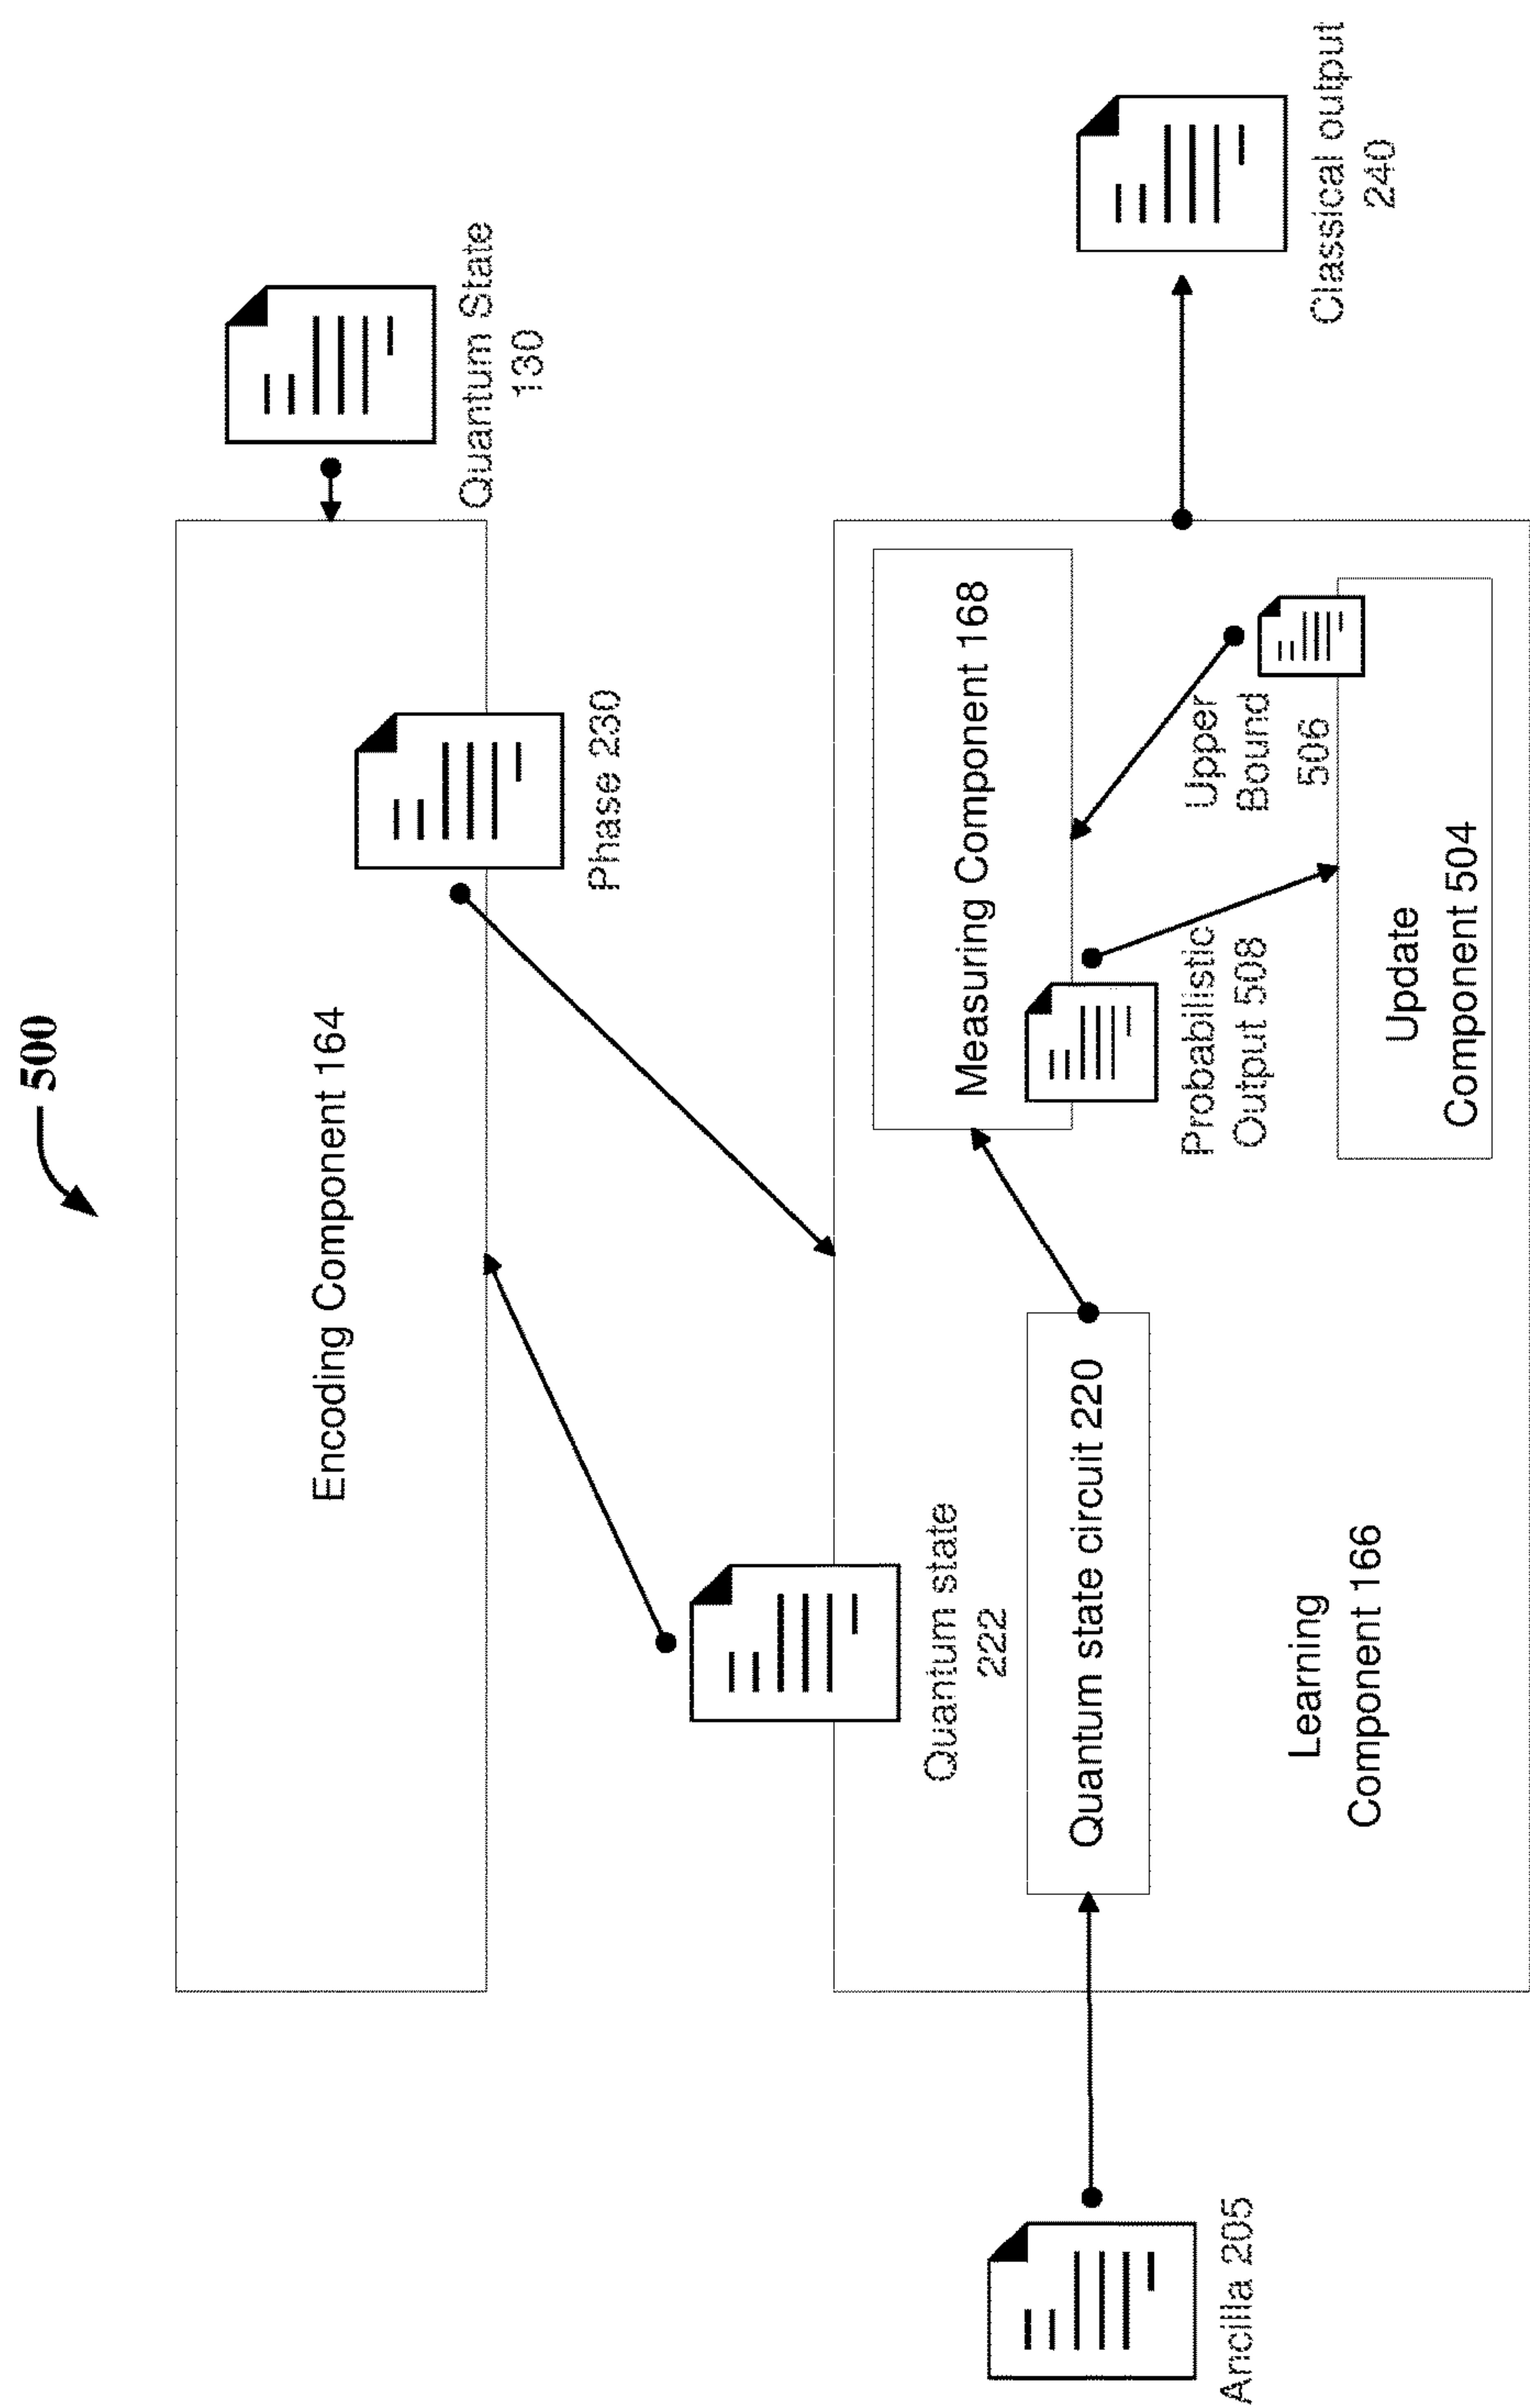 500
Encoding Component 164
Quantum State
130
Phase 230
Quantum state
222
Measuring Component 168
Quantum state circuit 220
Probabilistic
Output 508
Upper
Bound
506
Update
Component 504
Learning
Component 166
Ancilla 205
Classical output
240